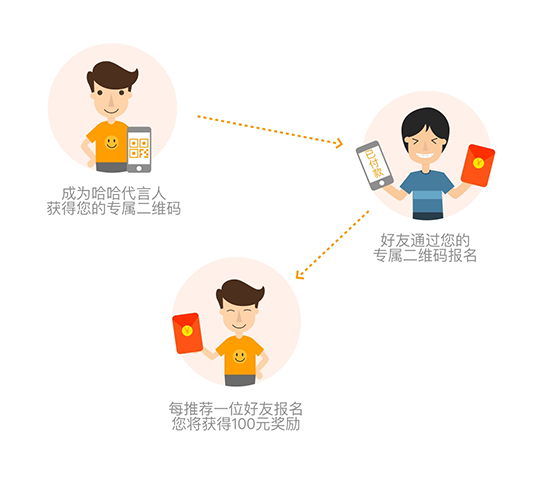 成为哈哈代言人
获得您的专属二维码
已付款
好友通过您的
专属二维码报名
每推荐一位好友报名
您将获得100元奖励